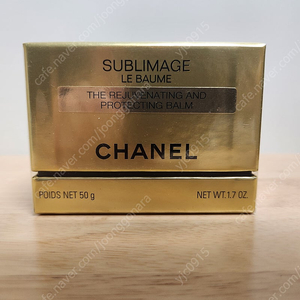 SUBLIMAGE
LE BAUME
THE REJUVENATING AND
PROTECTING BALM
CHANEL
POIDS NET 50 g
NET WT. 1.7 OZ.